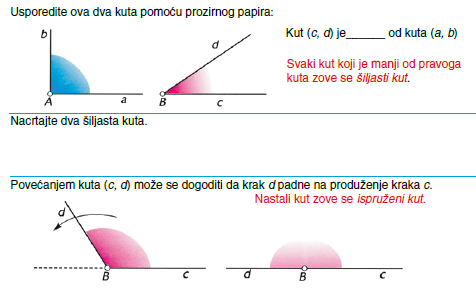 Usporedite ova dva kuta pomoću prozirnog papira:
b
A
a
d
B
c
Kut (c, d) je______ od kuta (a, b)
Svaki kut koji je manji od pravoga
kuta zove se šiljasti kut.
Nacrtajte dva šiljasta kuta.
Povećanjem kuta (c, d) može se dogoditi da krak d padne na produženje kraka c.
Nastali kut zove se ispruženi kut.
d
B
c
d
B
c